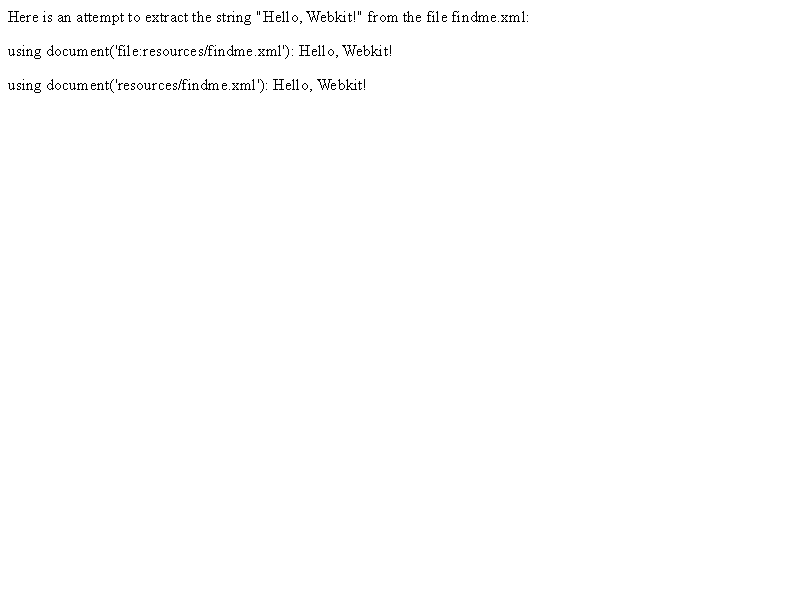 Here is an attempt to extract the string "Hello, Webkit!" from the file findme.xml:
using document('file:resources/findme.xml'): Hello, Webkit!
using document('resources/findme.xml'): Hello, Webkit!